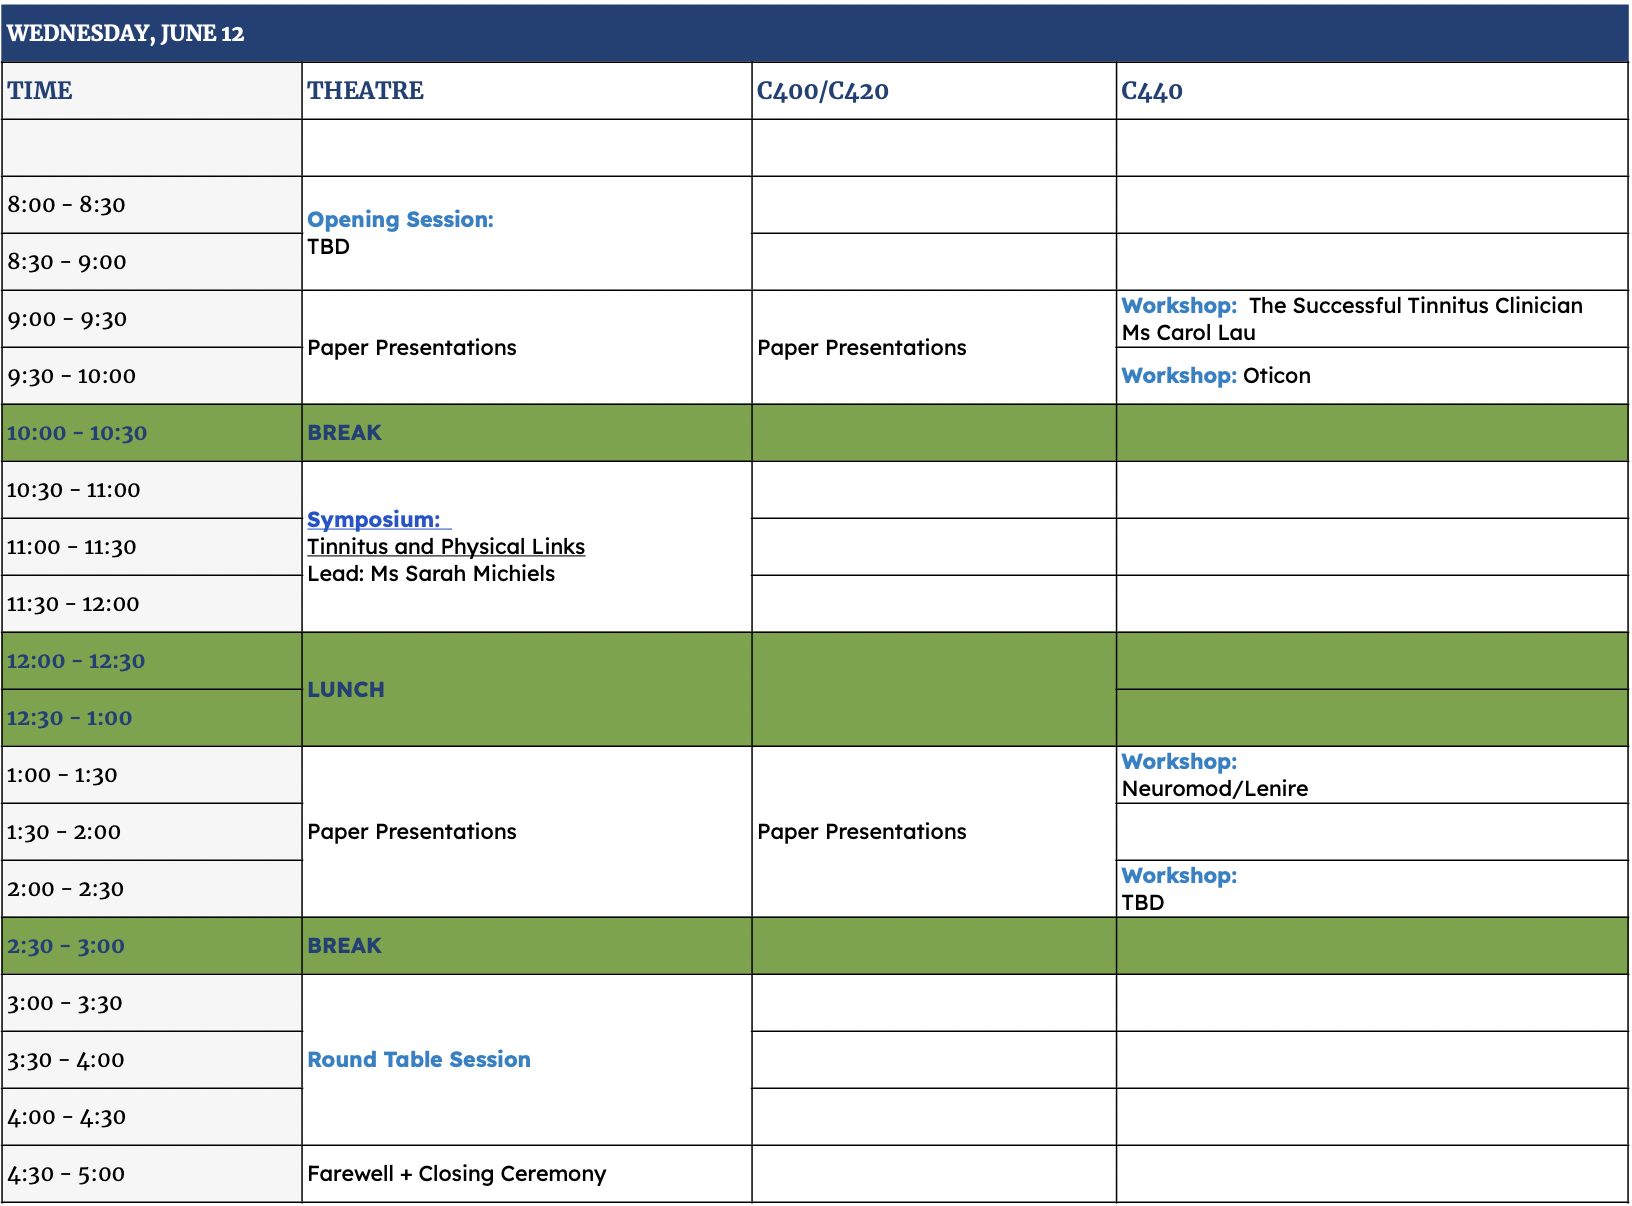 WEDNESDAY, JUNE 12
TIME
THEATRE
C400/C420
C440
8:00 - 8:30
Opening Session:
TBD
8:30 - 9:00
9:00 - 9:30
Paper Presentations
Paper Presentations
Workshop: The Successful Tinnitus Clinician
Ms Carol Lau
9:30 - 10:00
Workshop: Oticon
10:00 - 10:30
BREAK
10:30 - 11:00
Symposium:
Tinnitus and Physical Links
Lead: Ms Sarah Michiels
11:00 - 11:30
11:30 - 12:00
12:00 - 12:30
LUNCH
12:30 - 1:00
1:00 - 1:30
Paper Presentations
Paper Presentations
Workshop:
Neuromod/Lenire
1:30 - 2:00
2:00 - 2:30
Workshop:
TBD
2:30 - 3:00
BREAK
3:00 - 3:30
Round Table Session
3:30 - 4:00
4:00 - 4:30
4:30 - 5:00
Farewell + Closing Ceremony